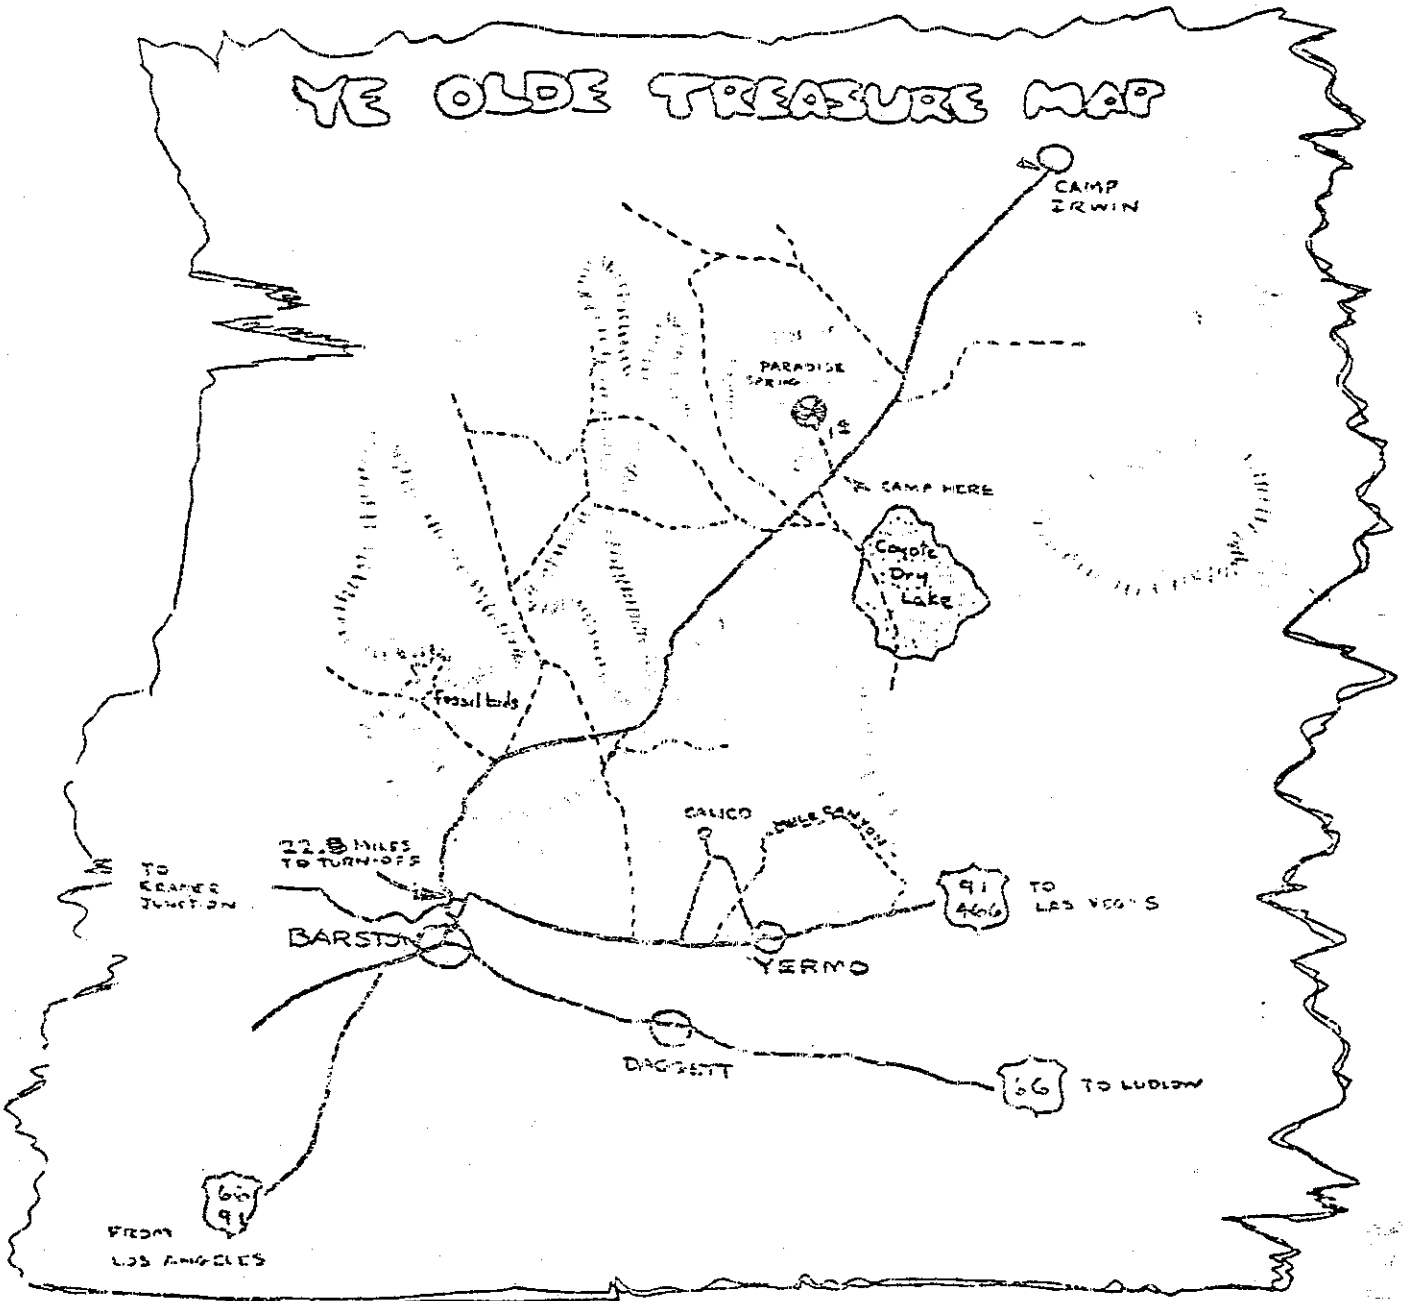 YE OLDE TREASURE MAP
CAMP
IRWIN
PARADISE
SPRING
CAMP HERE
Coyote
Dry
Lake
fossil beds
CALICO
MULE CANYON
22.8 MILES
TO TURN-OFF
TO
KRAMER
JUNCTION
91
466
TO
LAS VEGAS
BARSTOW
YERMO
DAGGETT
66
TO LUDLOW
66
91
FROM
LOS ANGELES